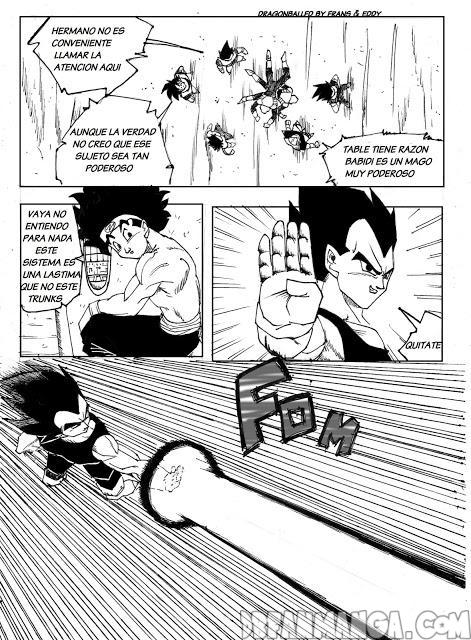 DRAGONBALLFD BY FRANS & EDDY
HERMANO NO ES
CONVENIENTE
LLAMAR LA
ATENCION AQUI
AUNQUE LA VERDAD
NO CREO QUE ESE
SUJETO SEA TAN
PODEROSO
TABLE TIENE RAZON
BABIDI ES UN MAGO
MUY PODEROSO
VAYA NO
ENTIENDO
PARA NADA
ESTE
SISTEMA ES
UNA LASTIMA
QUE NO ESTE
TRUNKS
QUITATE
FOM
DBFANMANGA.COM